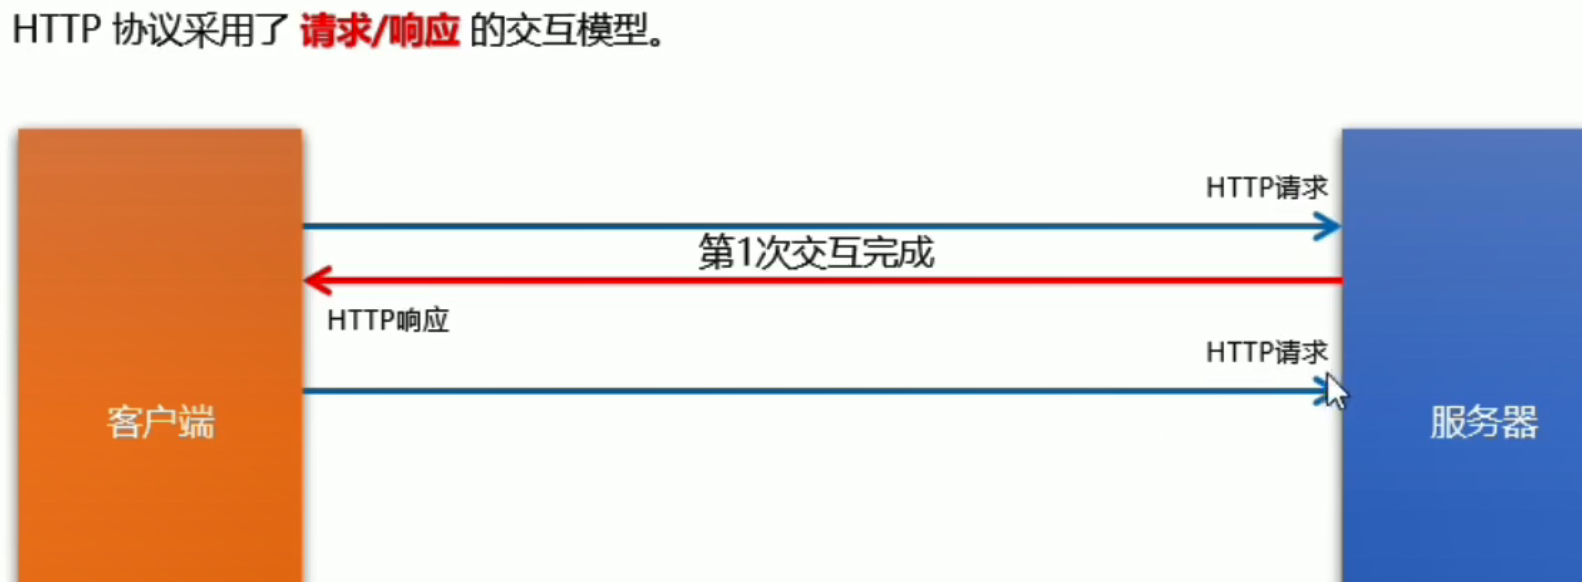 HTTP 协议采用了 请求/响应 的交互模型。
HTTP请求
第1次交互完成
HTTP响应
HTTP请求
客户端
服务器